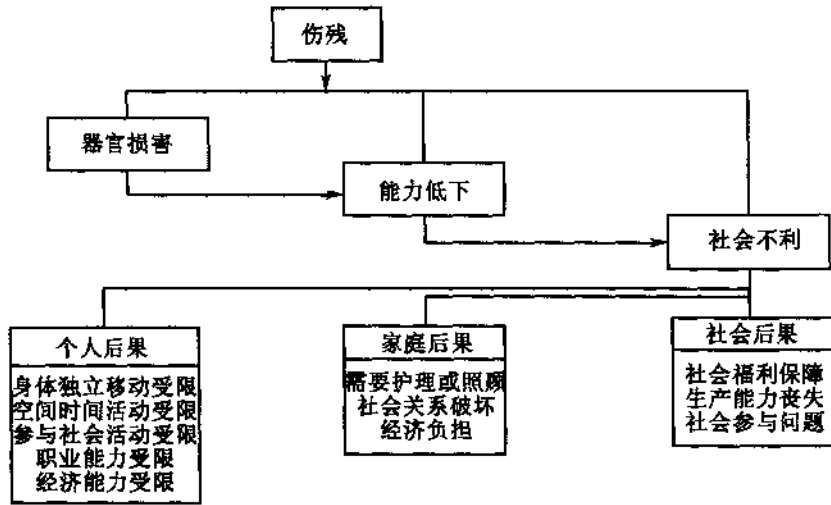 伤残
器官损害
能力低下
社会不利
个人后果
身体独立移动受限
空间时间活动受限
参与社会活动受限
职业能力受限
经济能力受限
家庭后果
需要护理或照顾
社会关系破坏
经济负担
社会后果
社会福利保障
生产能力丧失
社会参与问题